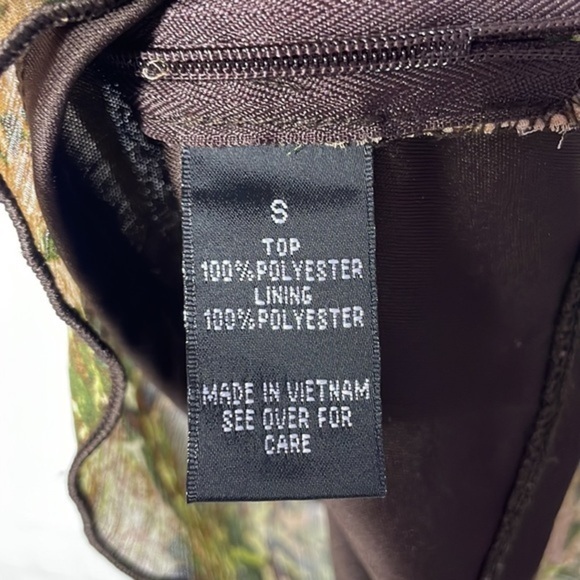 S
TOP
100%POLYESTER
LINING
100%POLYESTER
MADE IN VIETNAM
SEE OVER FOR
CARE